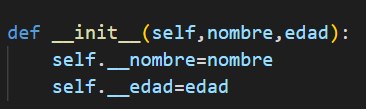 def __init__(self,nombre,edad):
    self.__nombre=nombre
    self.__edad=edad